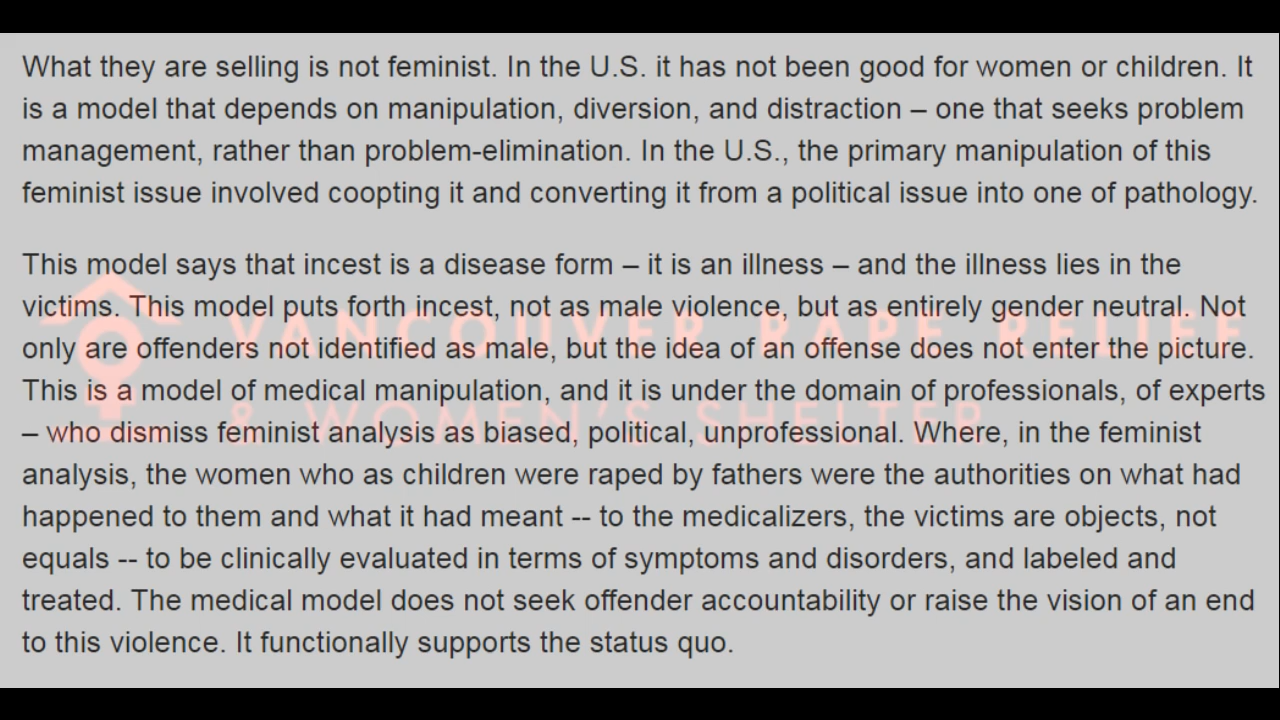 What they are selling is not feminist. In the U.S. it has not been good for women or children. It
is a model that depends on manipulation, diversion, and distraction – one that seeks problem
management, rather than problem-elimination. In the U.S., the primary manipulation of this
feminist issue involved coopting it and converting it from a political issue into one of pathology.
This model says that incest is a disease form – it is an illness – and the illness lies in the
victims. This model puts forth incest, not as male violence, but as entirely gender neutral. Not
only are offenders not identified as male, but the idea of an offense does not enter the picture.
This is a model of medical manipulation, and it is under the domain of professionals, of experts
– who dismiss feminist analysis as biased, political, unprofessional. Where, in the feminist
analysis, the women who as children were raped by fathers were the authorities on what had
happened to them and what it had meant -- to the medicalizers, the victims are objects, not
equals -- to be clinically evaluated in terms of symptoms and disorders, and labeled and
treated. The medical model does not seek offender accountability or raise the vision of an end
to this violence. It functionally supports the status quo.
VANCOUVER RAPE RELIEF
& WOMEN'S SHELTER